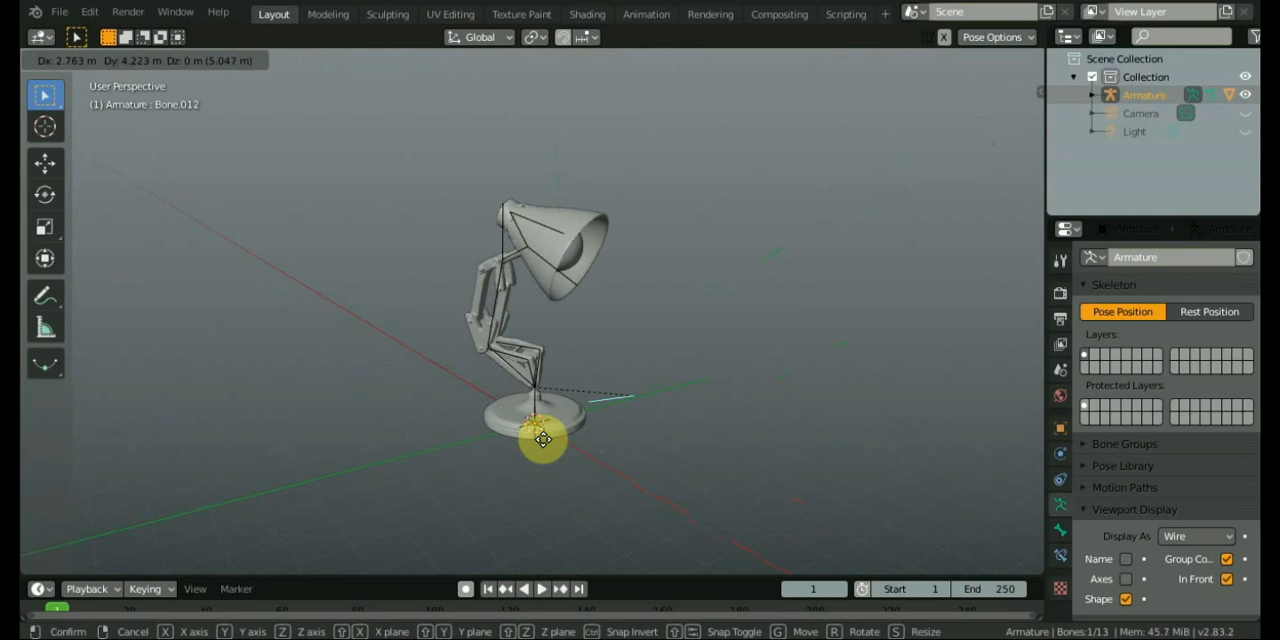 File Edit Render Window Help
Layout Modeling Sculpting UV Editing Texture Paint Shading Animation Rendering Compositing Scripting +
Scene
View Layer
Global
X Pose Options
Dx: 2.763 m Dy: 4.223 m Dz: 0 m (5.047 m)
User Perspective
(1) Armature : Bone.012
Scene Collection
Collection
Armature
Camera
Light
Armature
Skeleton
Pose Position Rest Position
Layers:
Protected Layers:
Bone Groups
Pose Library
Motion Paths
Viewport Display
Display As Wire
Name Group Co...
Axes In Front
Shape
Playback Keying View Marker
1 Start 1 End 250
Confirm Cancel X X axis Y Y axis Z Z axis X X plane Y Y plane Z Z plane Ctrl Snap Invert Snap Toggle G Move R Rotate S Resize Armature | Bones:1/13 | Mem: 45.7 MiB | v2.83.2